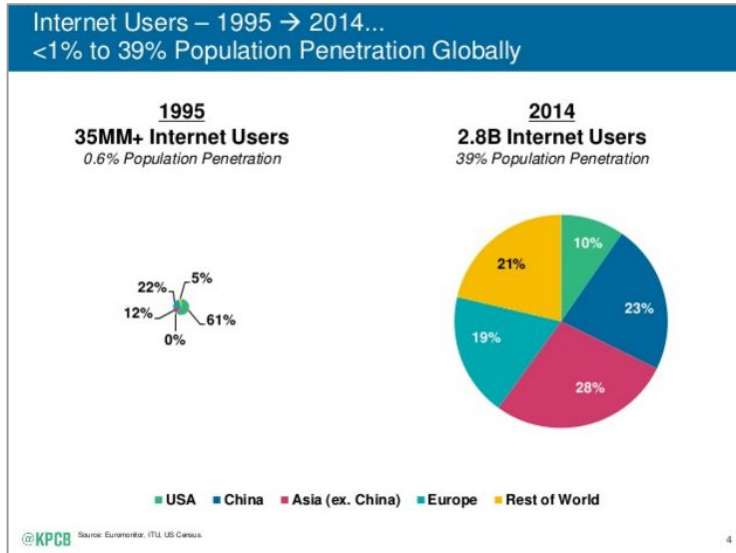 Internet Users – 1995 → 2014...
<1% to 39% Population Penetration Globally
1995
35MM+ Internet Users
0.6% Population Penetration
2014
2.8B Internet Users
39% Population Penetration
22%
5%
12%
61%
0%
10%
21%
23%
19%
28%
USA
China
Asia (ex. China)
Europe
Rest of World
@KPCB
Source: Euromonitor, ITU, US Census.
4